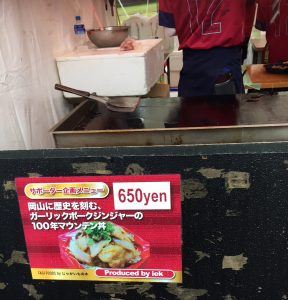 12
サポーター企画メニュー
650yen
岡山に歴史を刻む、
ガーリックポークジンジャーの
100年マウンテン丼
Produced by iek